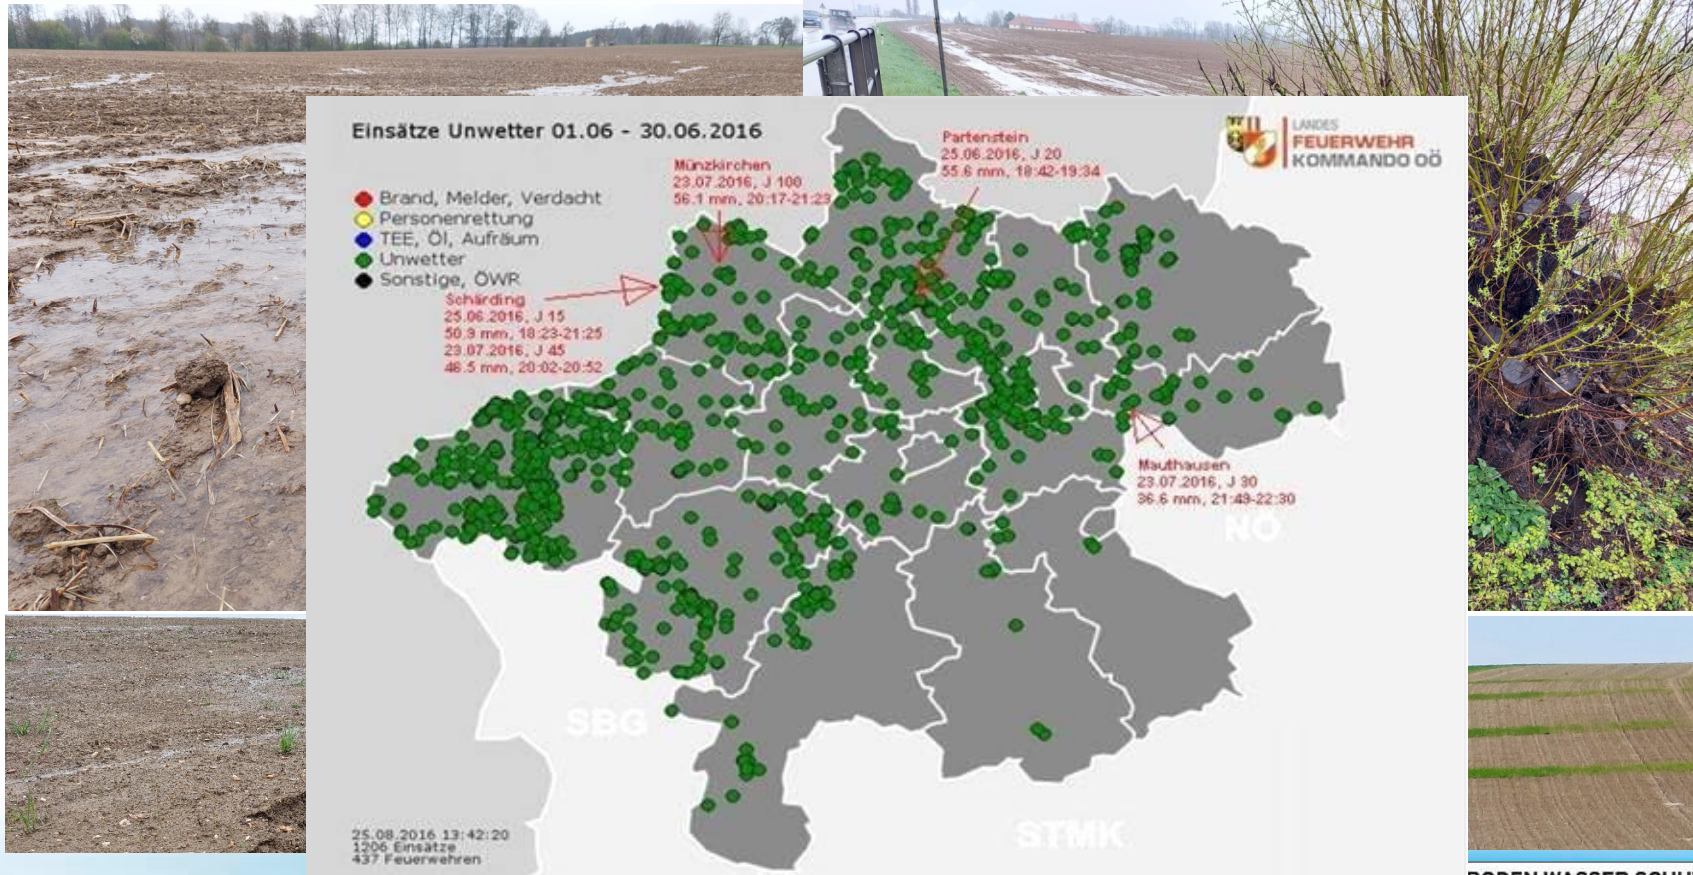 Einsätze Unwetter 01.06 - 30.06.2016
LANDES
FEUERWEHR
KOMMANDO OÖ
Partenstein
25.06.2016, J 20
55.6 mm, 18:42-19:34
Münzkirchen
23.07.2016, J 100
56.1 mm, 20:17-21:23
Brand, Melder, Verdacht
Personenrettung
TEE, Öl, Aufräum
Unwetter
Sonstige, ÖWR
Schärding
25.06.2016, J 15
50.9 mm, 18:23-21:25
23.07.2016, J 45
46.5 mm, 20:02-20:52
Mauthausen
23.07.2016, J 30
36.6 mm, 21:49-22:30
NÖ
SBG
STMK
25.08.2016 13:42:20
1206 Einsätze
437 Feuerwehren